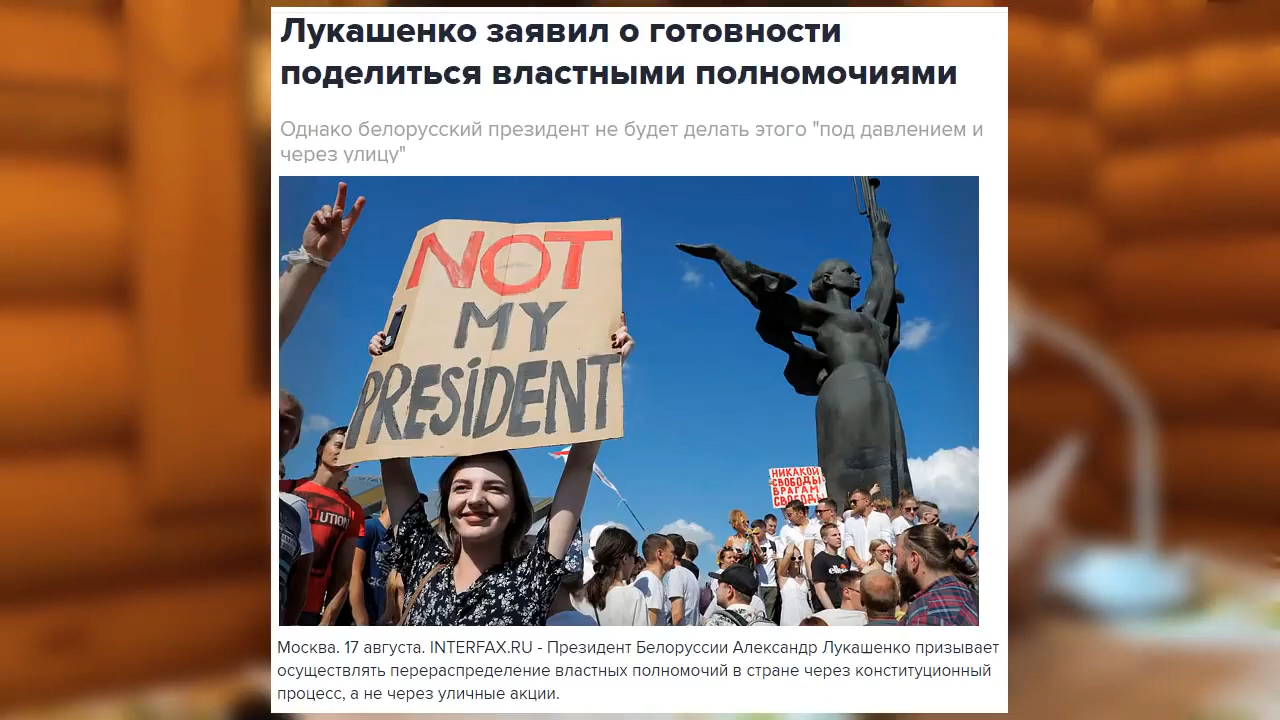 Лукашенко заявил о готовности
поделиться властными полномочиями
Однако белорусский президент не будет делать этого "под давлением и
через улицу"
NOT
MY
PRESiDENT
НИКАКОЙ
СВОБОДЫ
ВРАГАМ
СВОБОДЫ
Москва. 17 августа. INTERFAX.RU - Президент Белоруссии Александр Лукашенко призывает
осуществлять перераспределение властных полномочий в стране через конституционный
процесс, а не через уличные акции.